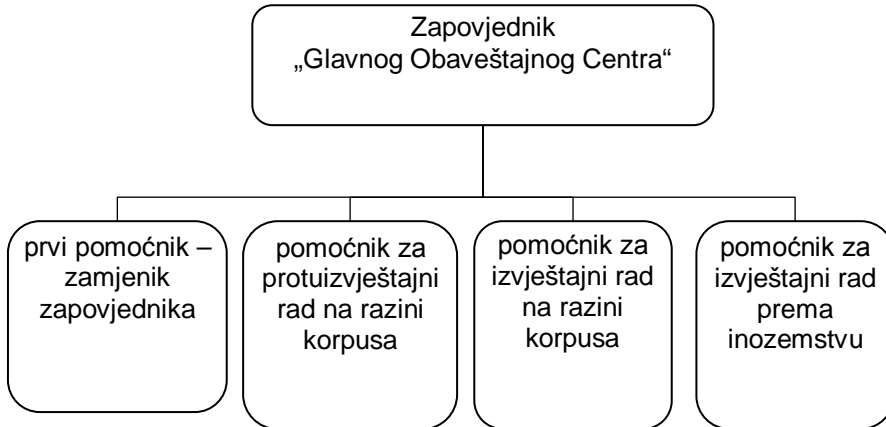 Zapovjednik
„Glavnog Obaveštajnog Centra“
prvi pomoćnik –
zamjenik
zapovjednika
pomoćnik za
protuizvještajni
rad na razini
korpusa
pomoćnik za
izvještajni rad
na razini
korpusa
pomoćnik za
izvještajni rad
prema
inozemstvu